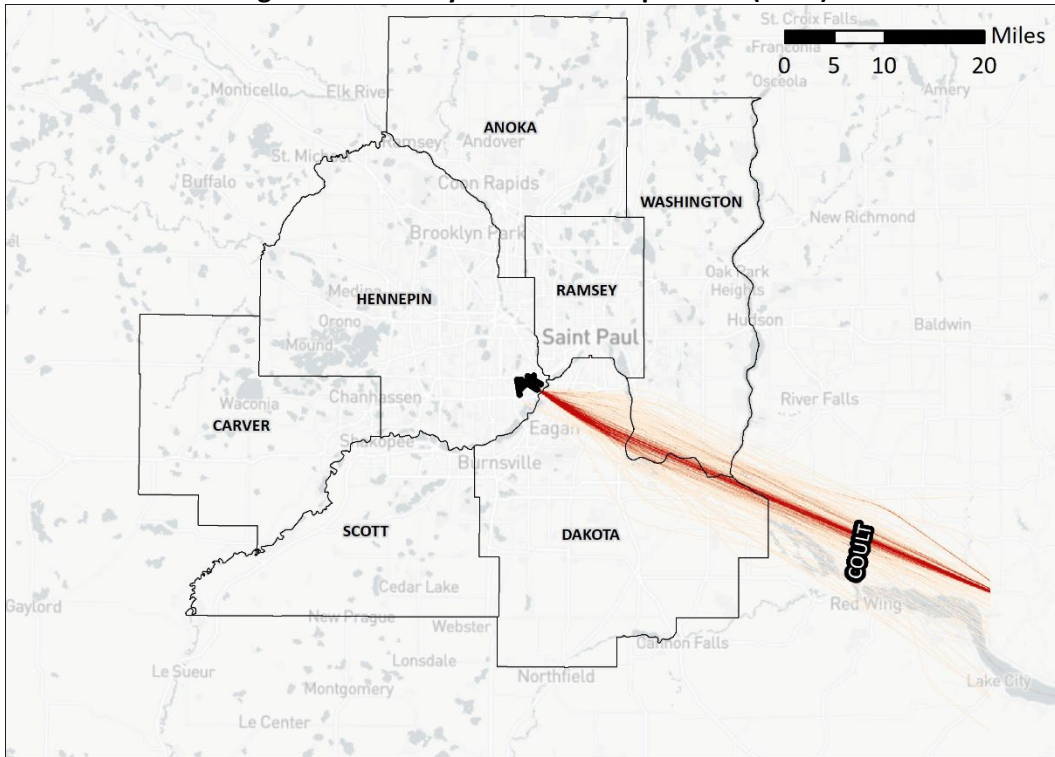 St. Croix Falls
Franconia
Miles
0 5 10 20
Osceola
Monticello
Elk River
Amery
ANOKA
Ramsey
Andover
St. Michael
Buffalo
Coon Rapids
WASHINGTON
New Richmond
Brooklyn Park
Oak Park
Heights
Medina
HENNEPIN
RAMSEY
Orono
Hudson
Baldwin
Mound
Saint Paul
Waconia
Chanhassen
River Falls
CARVER
Eagan
Shakopee
Burnsville
SCOTT
DAKOTA
COULT
Cedar Lake
Red Wing
Gaylord
New Prague
Webster
Cannon Falls
Le Sueur
Lonsdale
Northfield
Lake City
Montgomery
Le Center